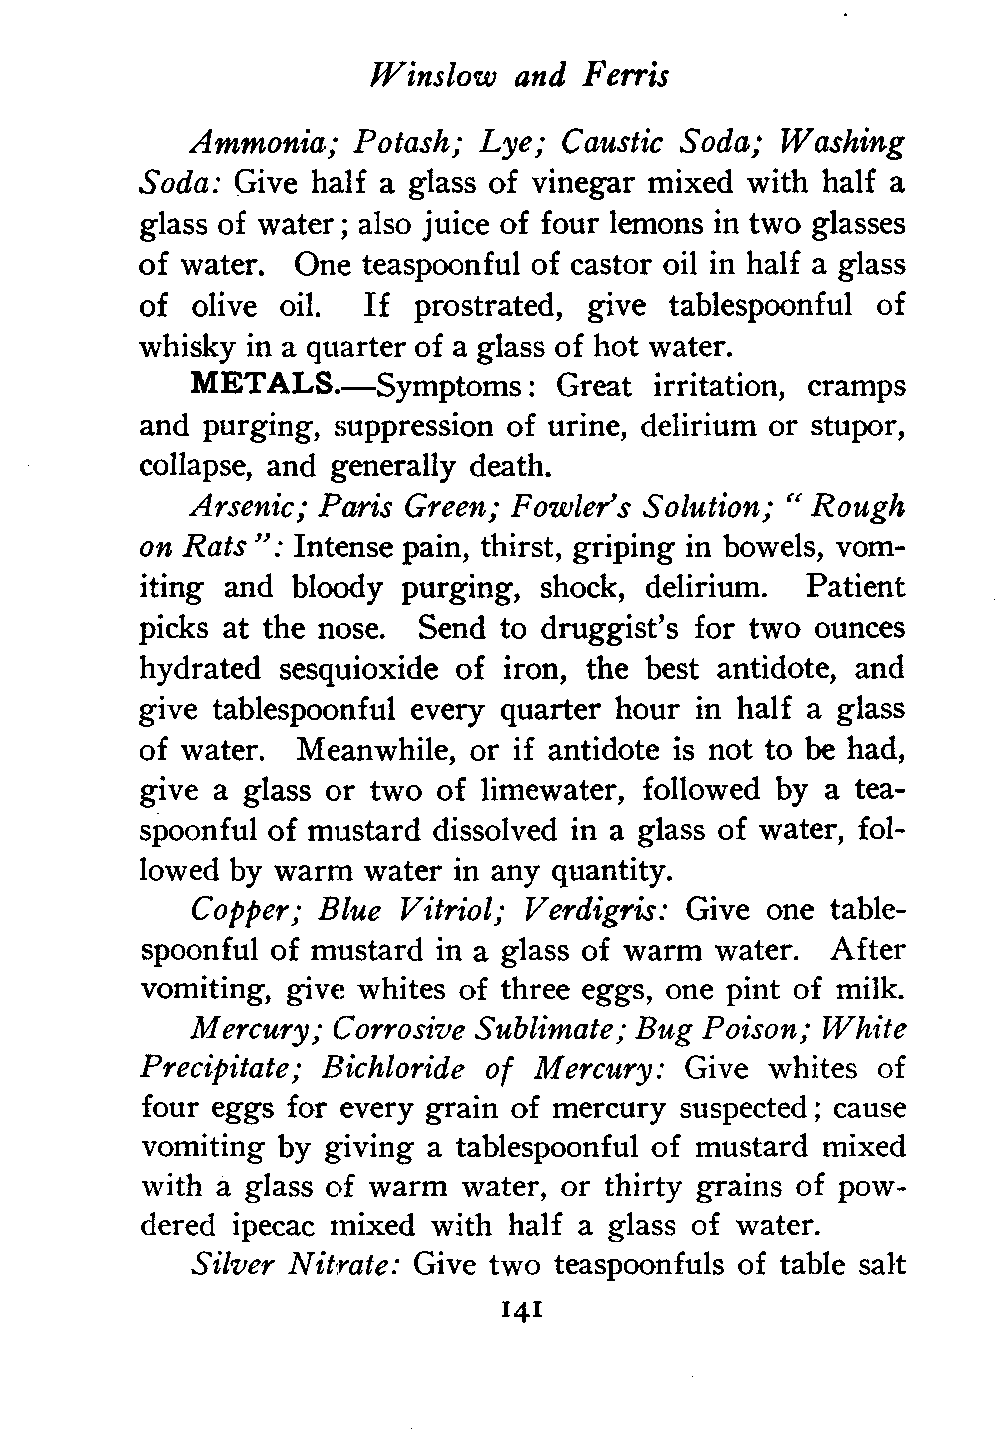 Winslow and Ferris
Ammonia; Potash; Lye; Caustic Soda; Washing
Soda: Give half a glass of vinegar mixed with half a
glass of water; also juice of four lemons in two glasses
of water. One teaspoonful of castor oil in half a glass
of olive oil. If prostrated, give tablespoonful of
whisky in a quarter of a glass of hot water.
METALS.—Symptoms: Great irritation, cramps
and purging, suppression of urine, delirium or stupor,
collapse, and generally death.
Arsenic; Paris Green; Fowler's Solution; " Rough
on Rats ": Intense pain, thirst, griping in bowels, vom-
iting and bloody purging, shock, delirium. Patient
picks at the nose. Send to druggist's for two ounces
hydrated sesquioxide of iron, the best antidote, and
give tablespoonful every quarter hour in half a glass
of water. Meanwhile, or if antidote is not to be had,
give a glass or two of limewater, followed by a tea-
spoonful of mustard dissolved in a glass of water, fol-
lowed by warm water in any quantity.
Copper; Blue Vitriol; Verdigris: Give one table-
spoonful of mustard in a glass of warm water. After
vomiting, give whites of three eggs, one pint of milk.
Mercury; Corrosive Sublimate; Bug Poison; White
Precipitate; Bichloride of Mercury: Give whites of
four eggs for every grain of mercury suspected; cause
vomiting by giving a tablespoonful of mustard mixed
with a glass of warm water, or thirty grains of pow-
dered ipecac mixed with half a glass of water.
Silver Nitrate: Give two teaspoonfuls of table salt
141